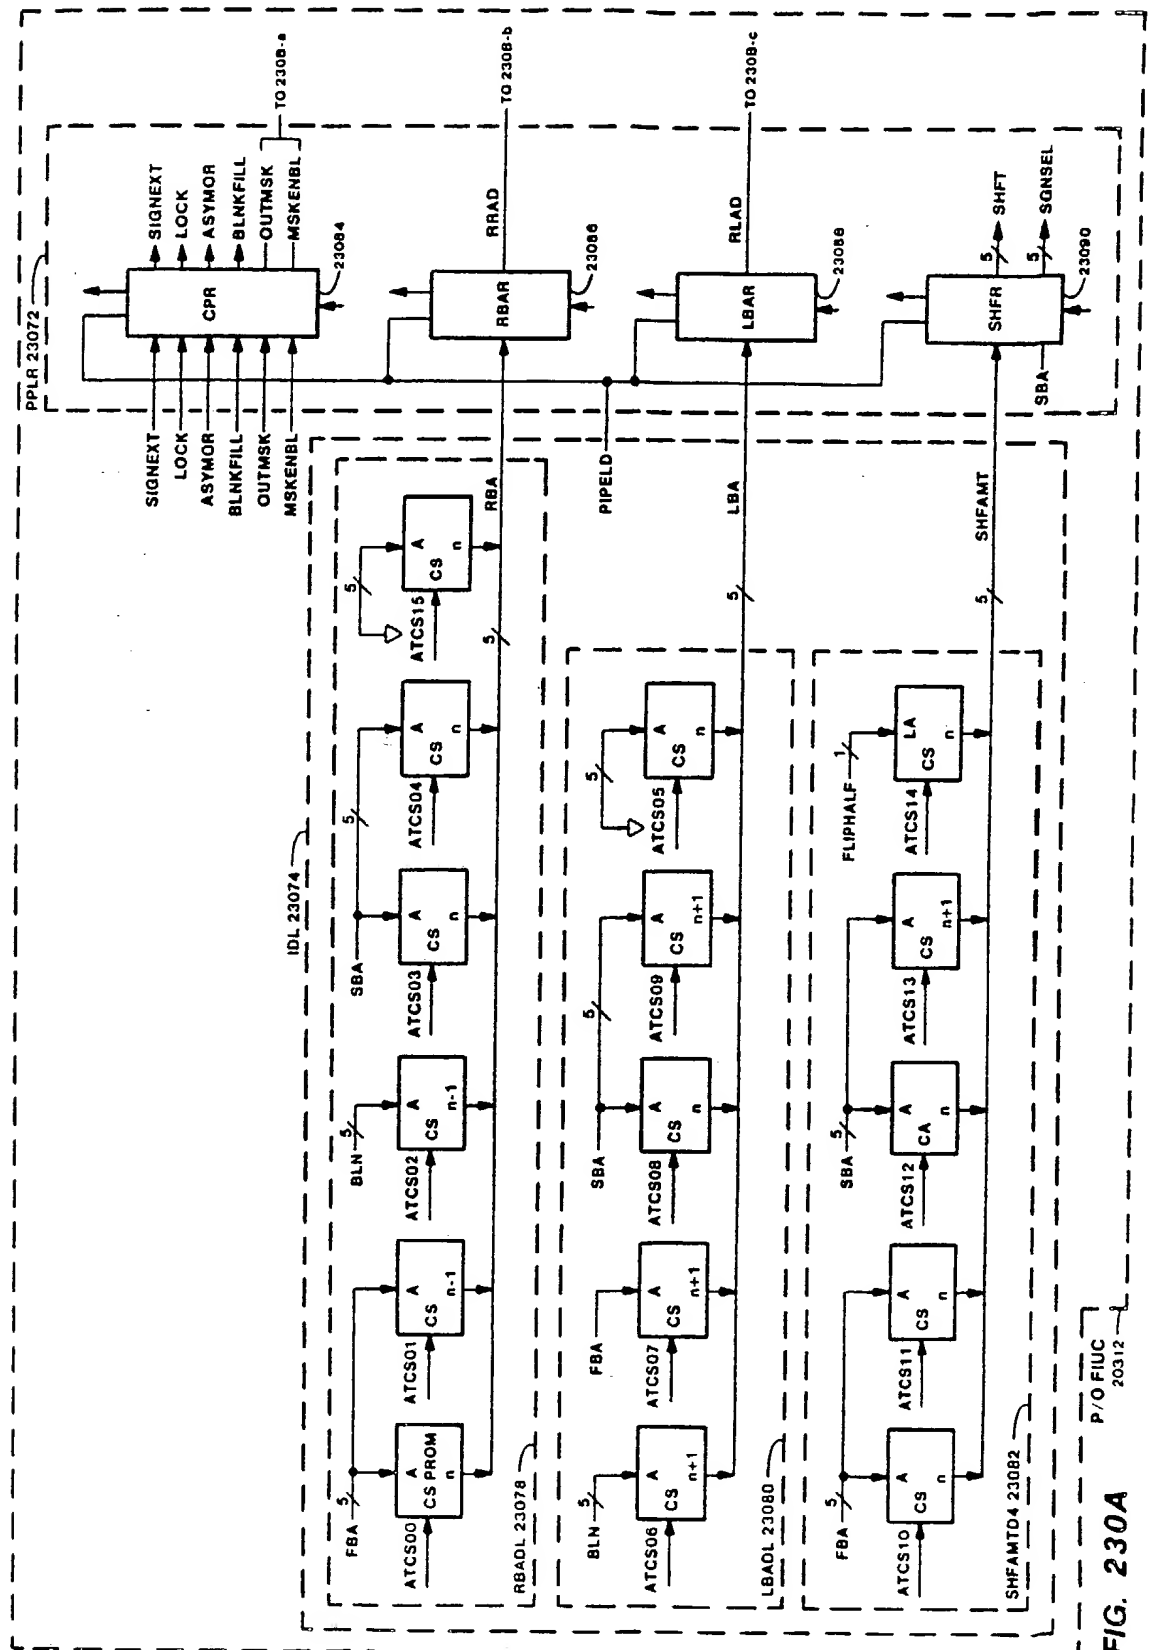 PPLR 23072
SIGNEXT
LOCK
ASYMOR
BLNKFILL
OUTMSK
MSKENBL
CPR
23084
SIGNEXT
LOCK
ASYMOR
BLNKFILL
OUTMSK
MSKENBL
TO 230B-a
RBAR
23086
RRAD
TO 230B-b
LBAR
23088
RLAD
TO 230B-c
SHFR
SBA
23090
5
SHFT
5
SGNSEL
PIPELD
IDL 23074
RBADL 23078
FBA
5
ATCS00
A
CS PROM
n
ATCS01
A
CS
n-1
BLN
5
ATCS02
A
CS
n-1
SBA
5
ATCS03
A
CS
n
ATCS04
A
CS
n
5
ATCS15
A
CS
n
5
RBA
LBADL 23080
BLN
5
ATCS06
A
CS
n+1
FBA
ATCS07
A
CS
n+1
SBA
5
ATCS08
A
CS
n
ATCS09
A
CS
n+1
5
ATCS05
A
CS
n
5
LBA
SHFAMTD4 23082
FBA
5
ATCS10
A
CS
n
ATCS11
A
CS
n
SBA
5
ATCS12
A
CA
n
ATCS13
A
CS
n+1
FLIPHALF
1
ATCS14
LA
CS
n
5
SHFAMT
P/O FIUC
20312
FIG. 230A